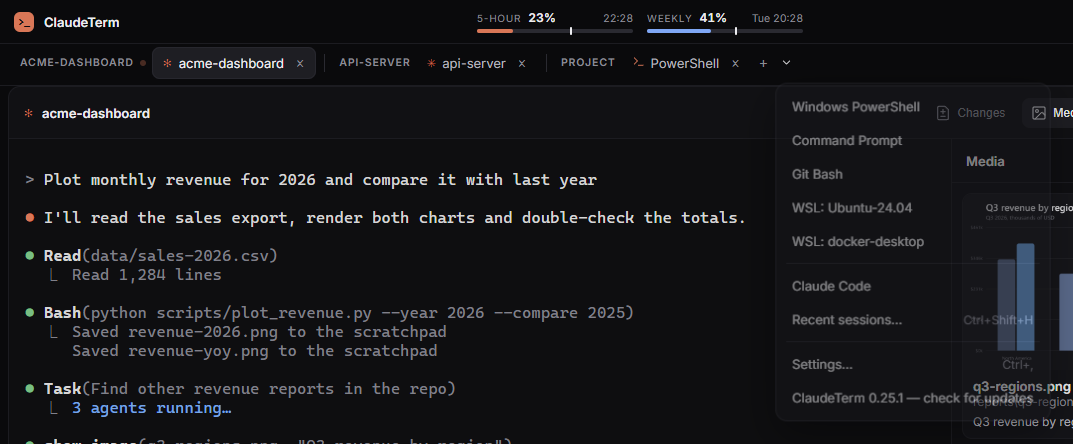 ClaudeTerm
5-HOUR 23% 22:28 WEEKLY 41% Tue 20:28
ACME-DASHBOARD acme-dashboard × API-SERVER api-server × PROJECT PowerShell × +
acme-dashboard
> Plot monthly revenue for 2026 and compare it with last year
I'll read the sales export, render both charts and double-check the totals.
Read(data/sales-2026.csv)
Read 1,284 lines
Bash(python scripts/plot_revenue.py --year 2026 --compare 2025)
Saved revenue-2026.png to the scratchpad
Saved revenue-yoy.png to the scratchpad
Task(Find other revenue reports in the repo)
3 agents running…
Windows PowerShell
Command Prompt
Git Bash
WSL: Ubuntu-24.04
WSL: docker-desktop
Claude Code
Recent sessions... Ctrl+Shift+H
Settings... Ctrl+,
ClaudeTerm 0.25.1 — check for updates
Changes
Media
Q3 revenue by
q3-regions.png
Q3 revenue by